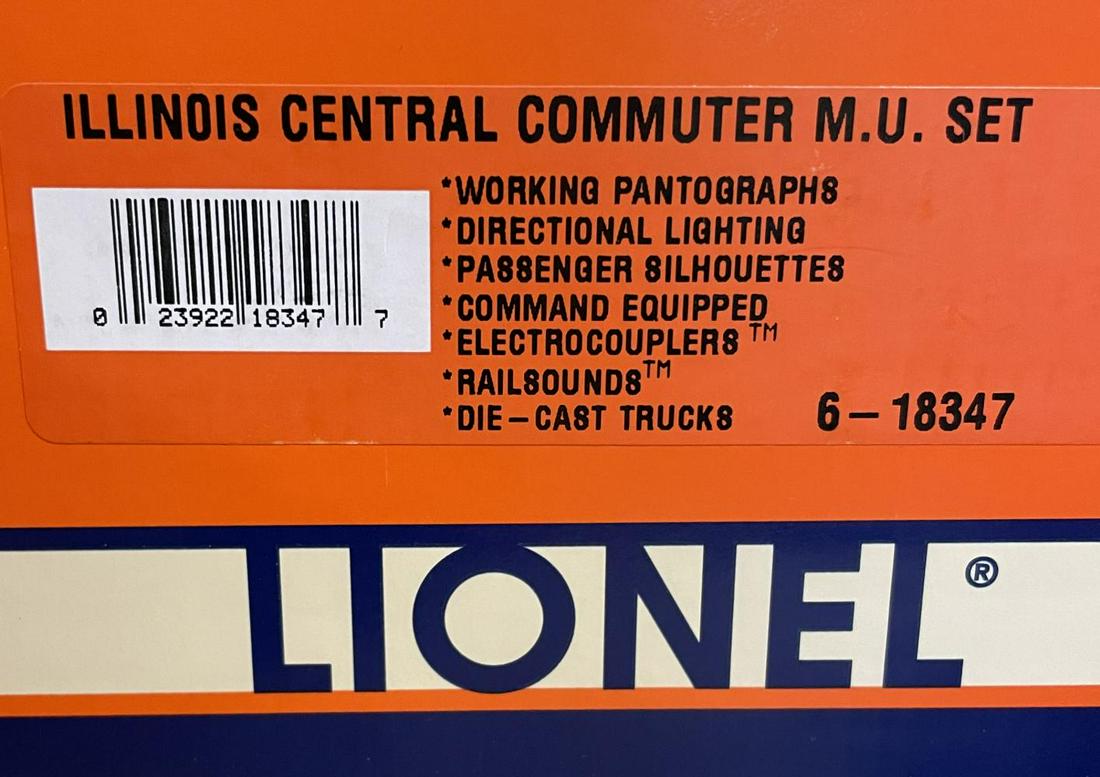 ILLINOIS CENTRAL COMMUTER M.U. SET
*WORKING PANTOGRAPHS
*DIRECTIONAL LIGHTING
*PASSENGER SILHOUETTES
*COMMAND EQUIPPED
*ELECTROCOUPLERS™
*RAILSOUNDS™
*DIE-CAST TRUCKS
6-18347
0 23922 18347 7
LIONEL®